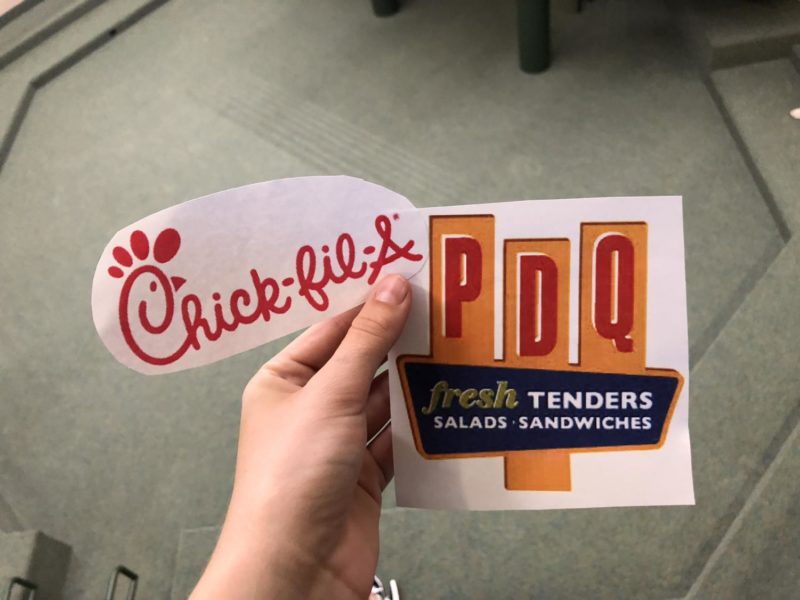 Chick-fil-A®
PDQ
fresh TENDERS
SALADS · SANDWICHES